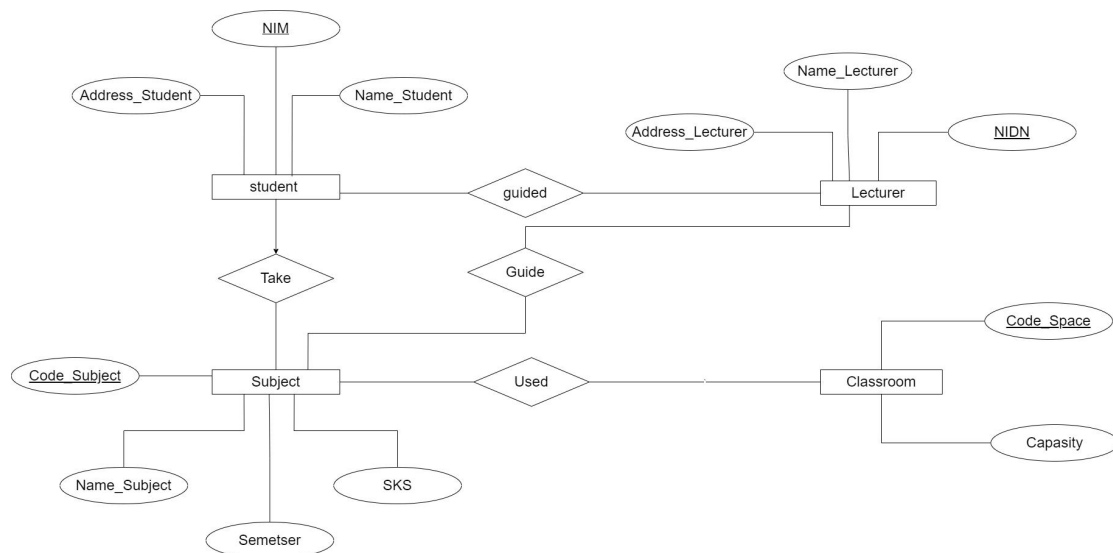 NIM
Address_Student
Name_Student
Name_Lecturer
Address_Lecturer
NIDN
student
guided
Lecturer
Take
Guide
Code_Space
Code_Subject
Subject
Used
Classroom
Capasity
Name_Subject
SKS
Semetser